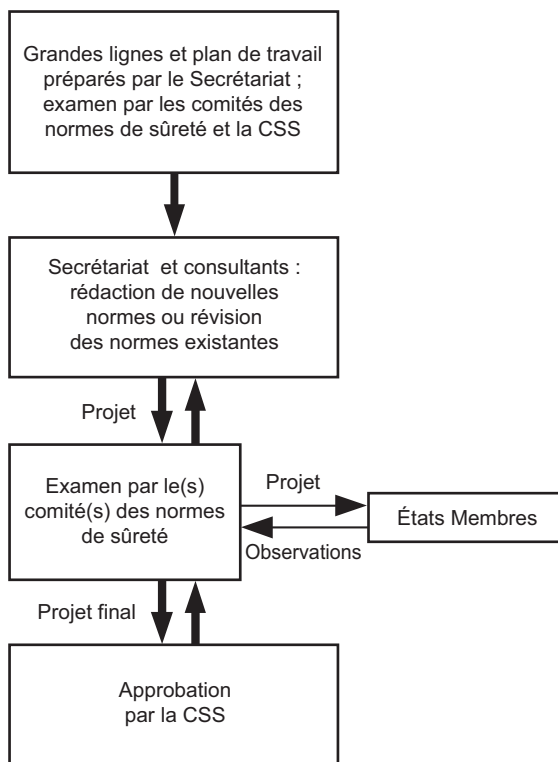 Grandes lignes et plan de travail
préparés par le Secrétariat ;
examen par les comités des
normes de sûreté et la CSS
Secrétariat et consultants :
rédaction de nouvelles
normes ou révision
des normes existantes
Projet
Examen par le(s)
comité(s) des normes
de sûreté
Projet
États Membres
Observations
Projet final
Approbation
par la CSS